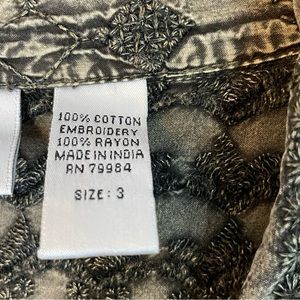 100% COTTON
EMBROIDERY
100% RAYON
MADE IN INDIA
RN 79984
SIZE: 3